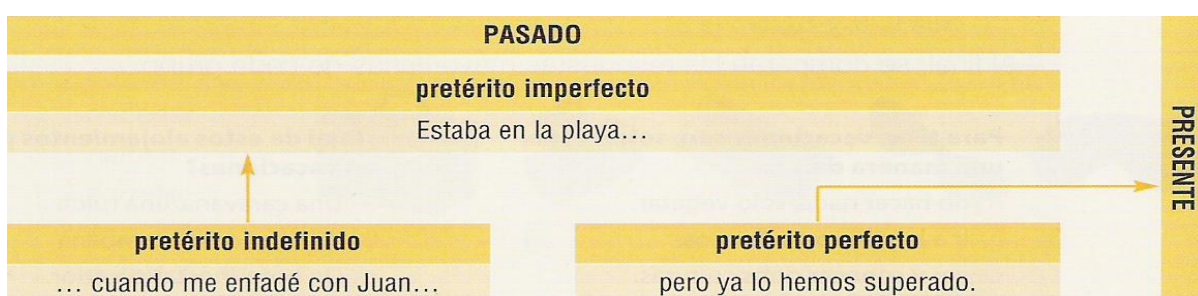 PASADO
pretérito imperfecto
Estaba en la playa…
pretérito indefinido
… cuando me enfadé con Juan…
pretérito perfecto
pero ya lo hemos superado.
PRESENTE